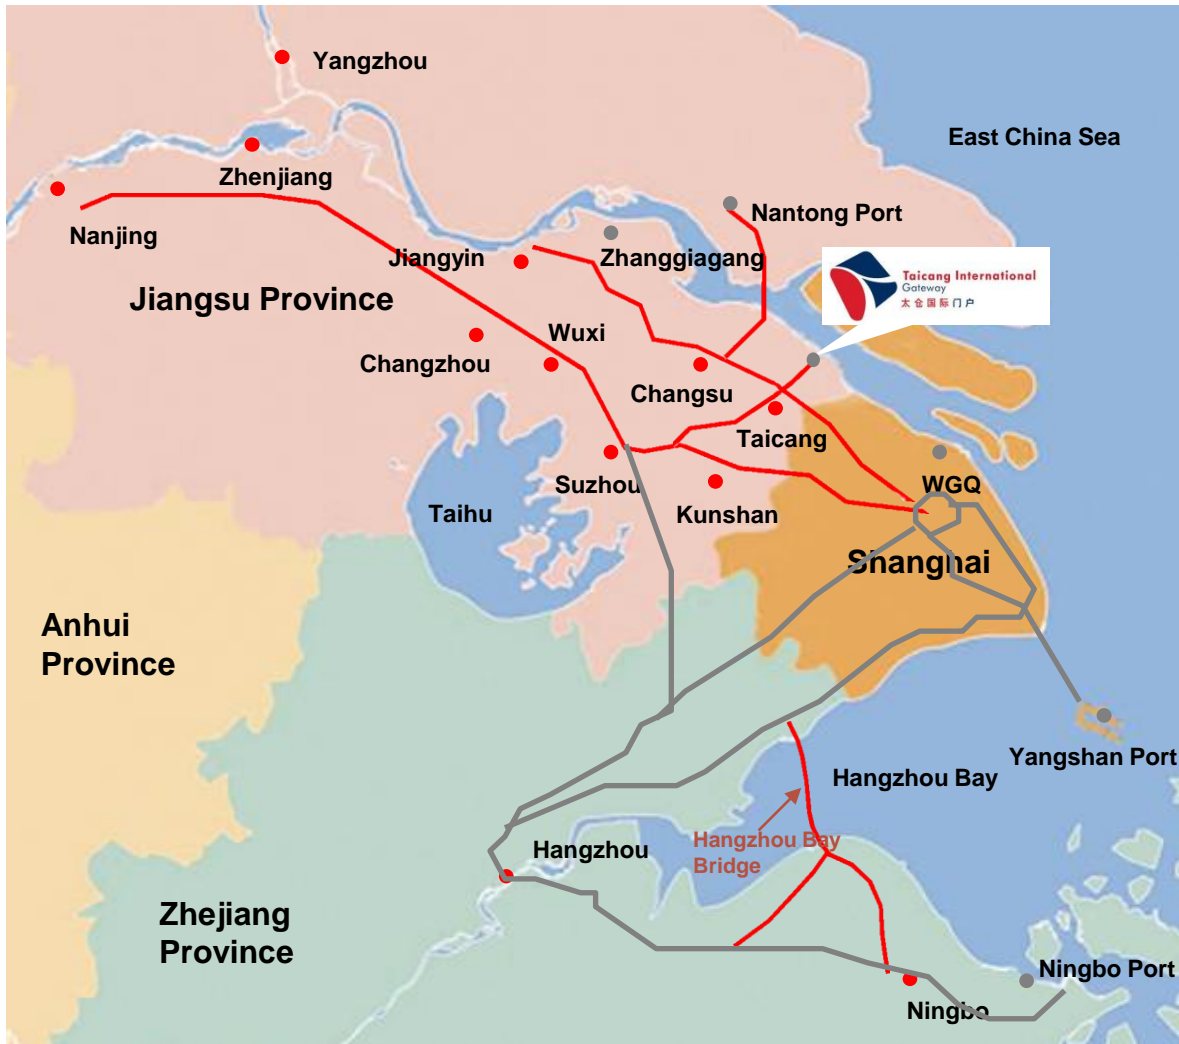 Yangzhou
East China Sea
Zhenjiang
Nantong Port
Nanjing
Jiangyin
Zhanggiagang
Taicang International
Gateway
太仓国际门户
Jiangsu Province
Wuxi
Changzhou
Changsu
Taicang
Suzhou
WGQ
Taihu
Kunshan
Shanghai
Anhui
Province
Yangshan Port
Hangzhou Bay
Hangzhou Bay
Bridge
Hangzhou
Zhejiang
Province
Ningbo Port
Ningbo